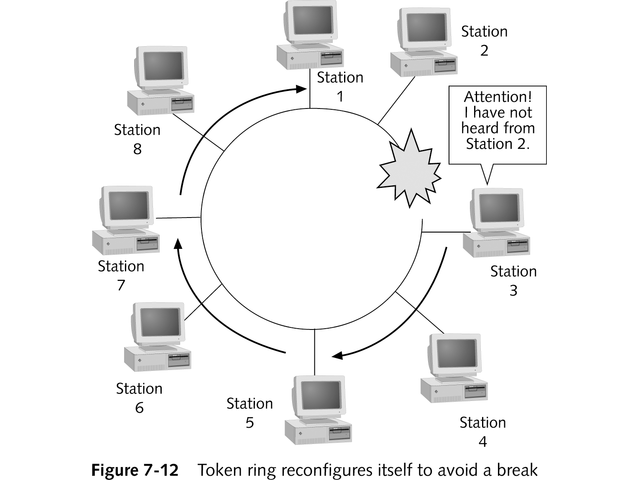 Station
1
Station
2
Attention!
I have not
heard from
Station 2.
Station
3
Station
4
Station
5
Station
6
Station
7
Station
8
Figure 7-12 Token ring reconfigures itself to avoid a break